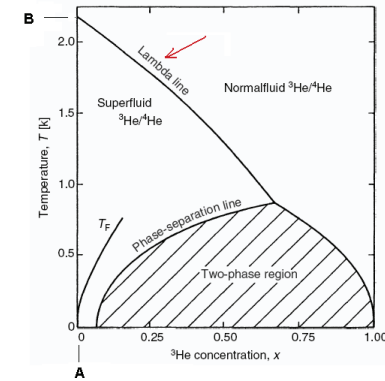 B
2.0
Lambda line
Normalfluid ³He/⁴He
Superfluid
³He/⁴He
1.5
Temperature, T [k]
1.0
T_F
Phase-separation line
0.5
Two-phase region
0
0
0.25
0.50
0.75
1.00
³He concentration, x
A